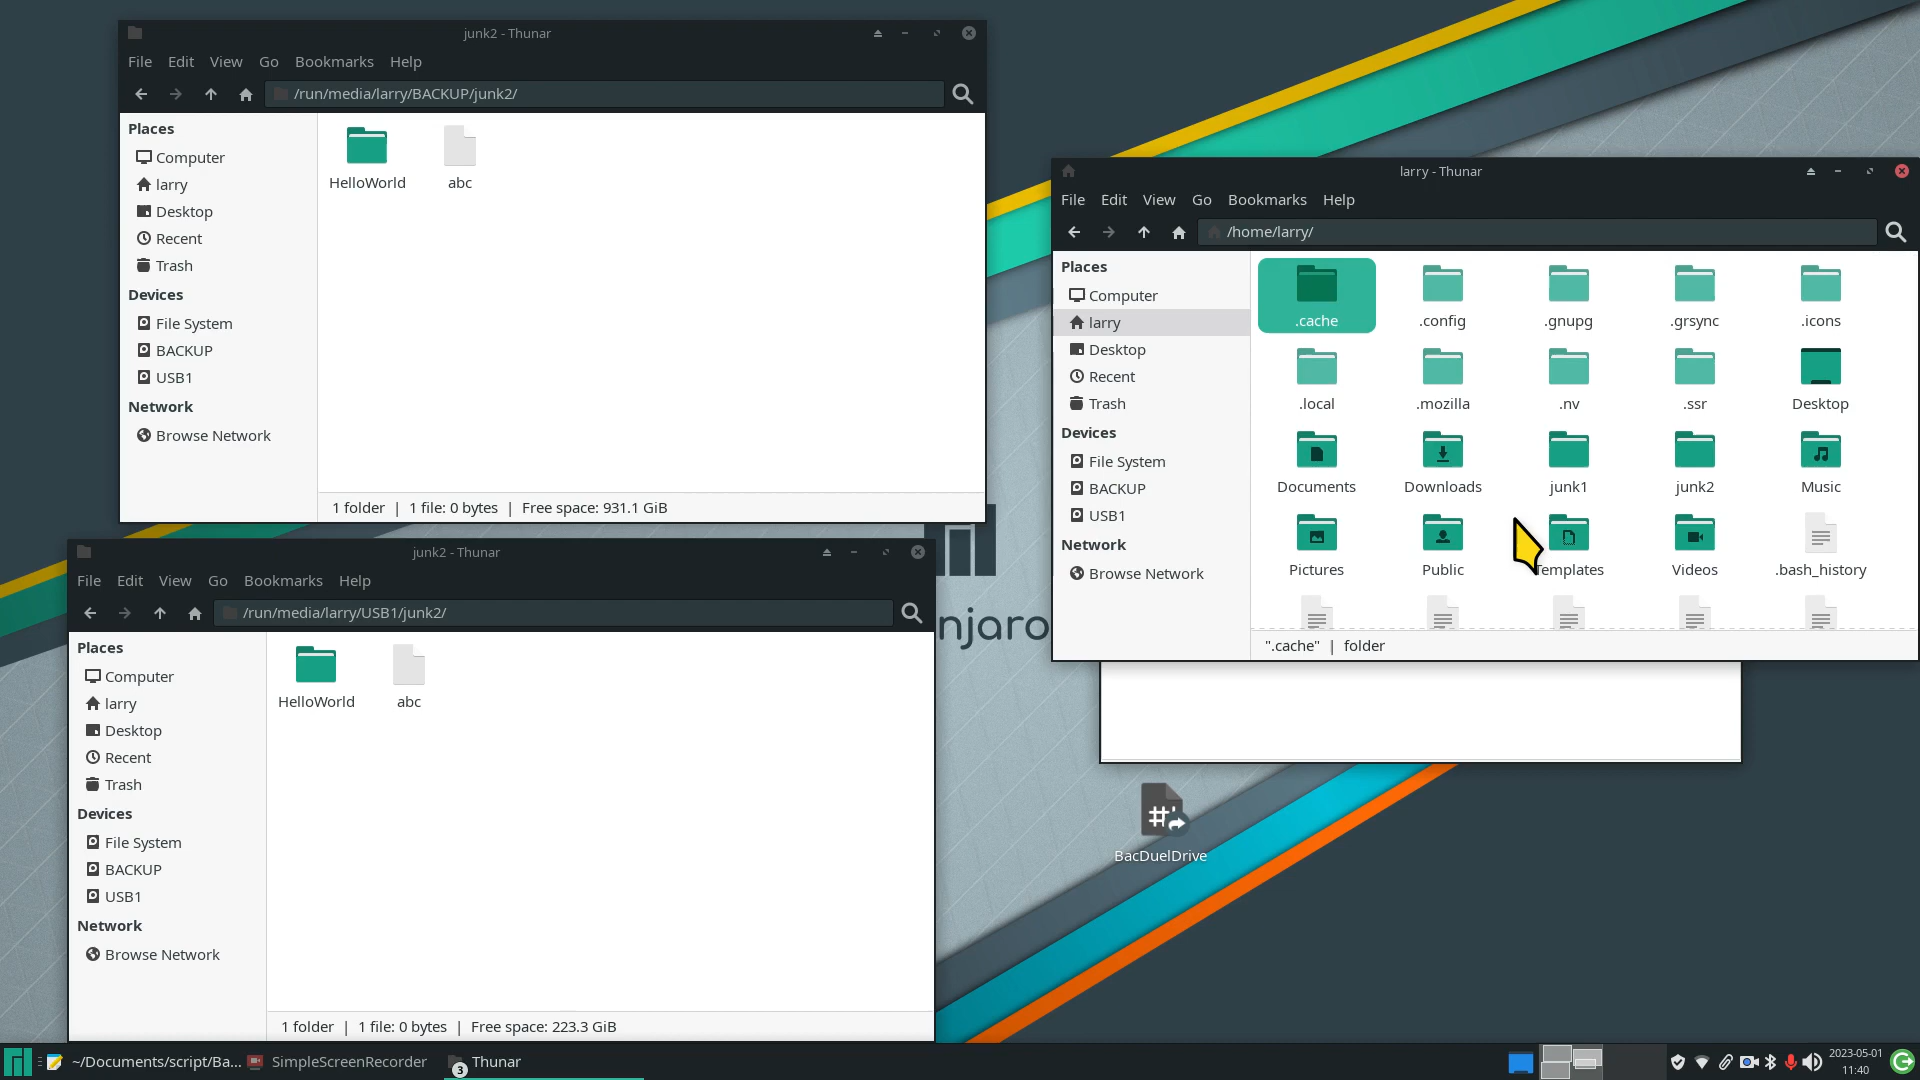 junk2 - Thunar
File Edit View Go Bookmarks Help
/run/media/larry/BACKUP/junk2/
Places
Computer
larry
Desktop
Recent
Trash
Devices
File System
BACKUP
USB1
Network
Browse Network
HelloWorld abc
1 folder | 1 file: 0 bytes | Free space: 931.1 GiB
larry - Thunar
File Edit View Go Bookmarks Help
/home/larry/
Places
Computer
larry
Desktop
Recent
Trash
Devices
File System
BACKUP
USB1
Network
Browse Network
.cache .config .gnupg .grsync .icons
.local .mozilla .nv .ssr Desktop
Documents Downloads junk1 junk2 Music
Pictures Public Templates Videos .bash_history
".cache" | folder
junk2 - Thunar
File Edit View Go Bookmarks Help
/run/media/larry/USB1/junk2/
Places
Computer
larry
Desktop
Recent
Trash
Devices
File System
BACKUP
USB1
Network
Browse Network
HelloWorld abc
1 folder | 1 file: 0 bytes | Free space: 223.3 GiB
njaro
BacDuelDrive
~/Documents/script/Ba... SimpleScreenRecorder 3 Thunar
2023-05-01
11:40